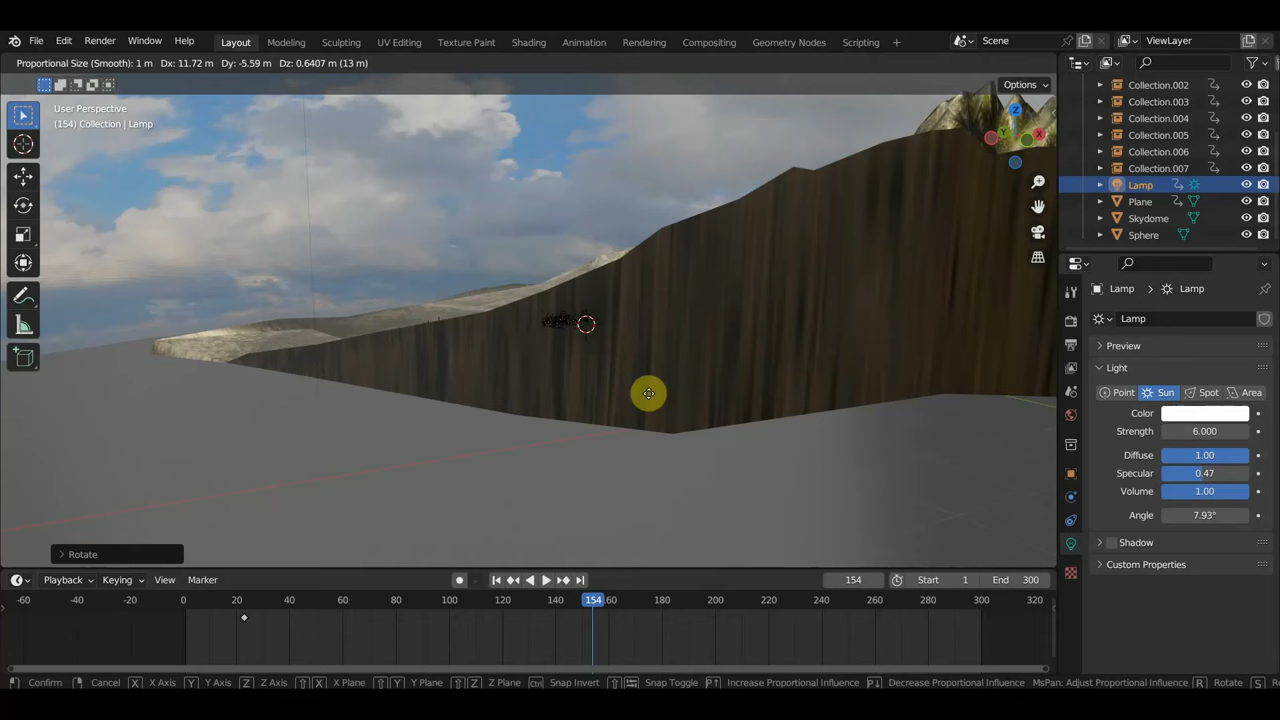 File Edit Render Window Help Layout Modeling Sculpting UV Editing Texture Paint Shading Animation Rendering Compositing Geometry Nodes Scripting + Scene ViewLayer
Proportional Size (Smooth): 1 m Dx: 11.72 m Dy: -5.59 m Dz: 0.6407 m (13 m)
Options
User Perspective
(154) Collection | Lamp
Z
Y
X
Collection.002
Collection.003
Collection.004
Collection.005
Collection.006
Collection.007
Lamp
Plane
Skydome
Sphere
Lamp > Lamp
Lamp
Preview
Light
Point Sun Spot Area
Color
Strength 6.000
Diffuse 1.00
Specular 0.47
Volume 1.00
Angle 7.93°
Shadow
Custom Properties
Rotate
Playback Keying View Marker 154 Start 1 End 300
-60 -40 -20 0 20 40 60 80 100 120 140 154 60 180 200 220 240 260 280 300 320
Confirm Cancel X X Axis Y Y Axis Z Z Axis X X Plane Y Y Plane Z Z Plane Ctrl Snap Invert Snap Toggle P Increase Proportional Influence P Decrease Proportional Influence MsPan: Adjust Proportional Influence R Rotate S Re